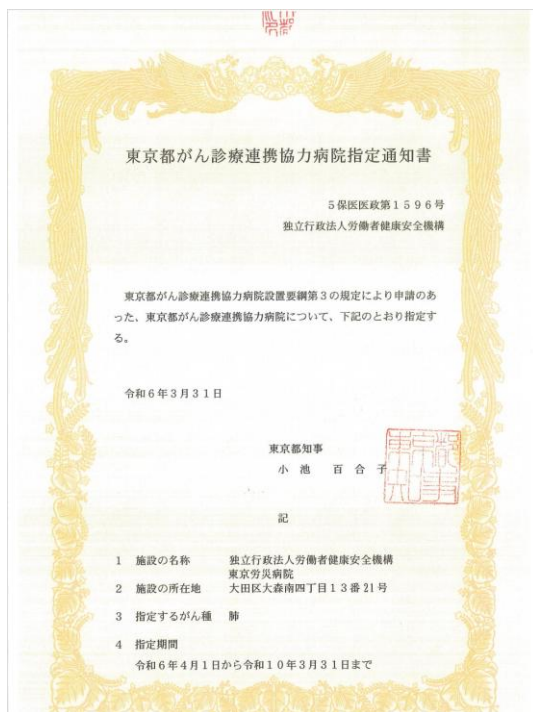 東京都がん診療連携協力病院指定通知書
5保医医政第1596号
独立行政法人労働者健康安全機構
東京都がん診療連携協力病院設置要綱第3の規定により申請のあ
った、東京都がん診療連携協力病院について、下記のとおり指定す
る。
令和6年3月31日
東京都知事
小池 百合子
東京都知事印
記
1 施設の名称 独立行政法人労働者健康安全機構
東京労災病院
2 施設の所在地 大田区大森南四丁目13番21号
3 指定するがん種 肺
4 指定期間
令和6年4月1日から令和10年3月31日まで